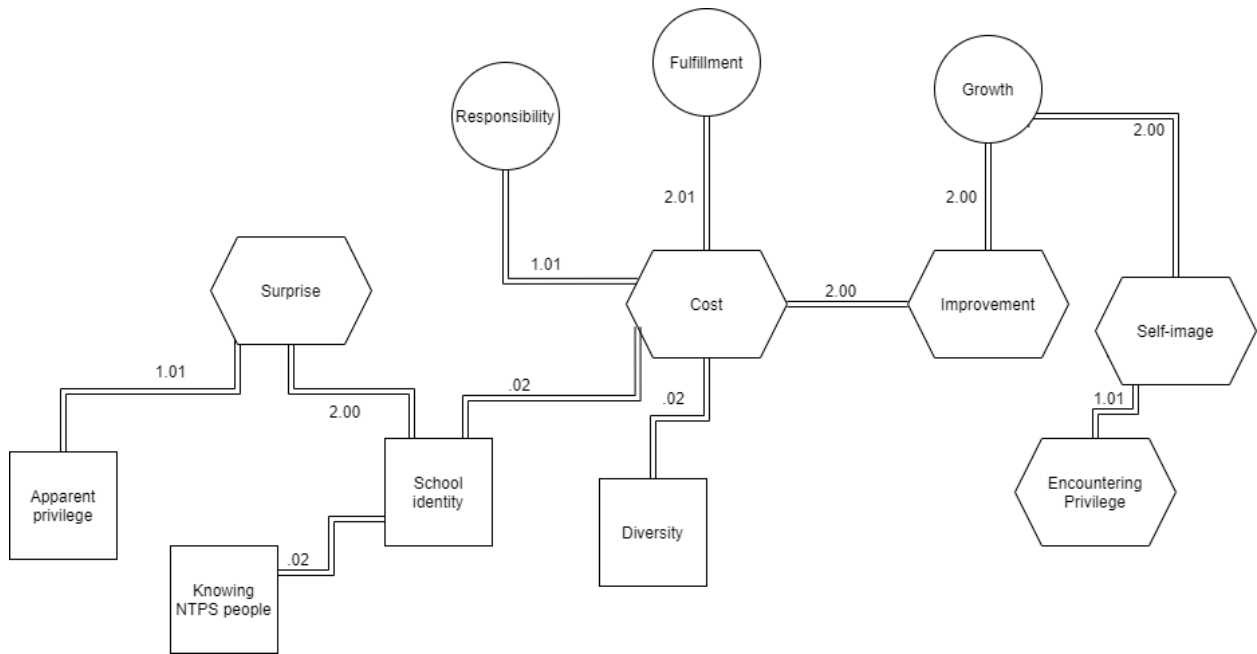 Fulfillment
Growth
Responsibility
2.00
2.01
2.00
1.01
Surprise
Cost
2.00
Improvement
Self-image
1.01
.02
.02
1.01
2.00
School
identity
Encountering
Privilege
Apparent
privilege
Diversity
.02
Knowing
NTPS people